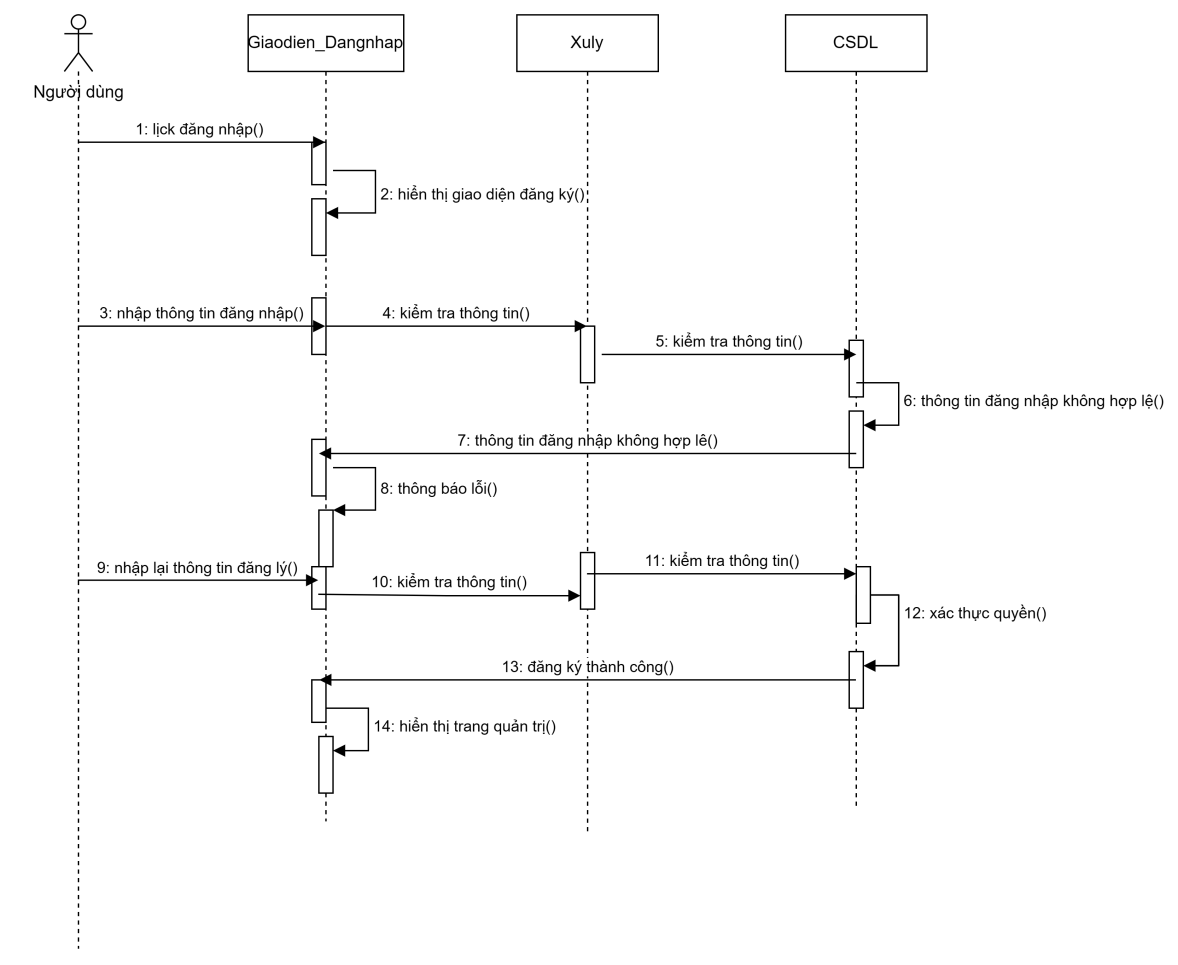 Người dùng
Giaodien_Dangnhap
Xuly
CSDL
1: lịck đăng nhập()
2: hiển thị giao diện đăng ký()
3: nhập thông tin đăng nhập()
4: kiểm tra thông tin()
5: kiểm tra thông tin()
6: thông tin đăng nhập không hợp lệ()
7: thông tin đăng nhập không hợp lê()
8: thông báo lỗi()
9: nhập lại thông tin đăng lý()
10: kiểm tra thông tin()
11: kiểm tra thông tin()
12: xác thực quyền()
13: đăng ký thành công()
14: hiển thị trang quản trị()